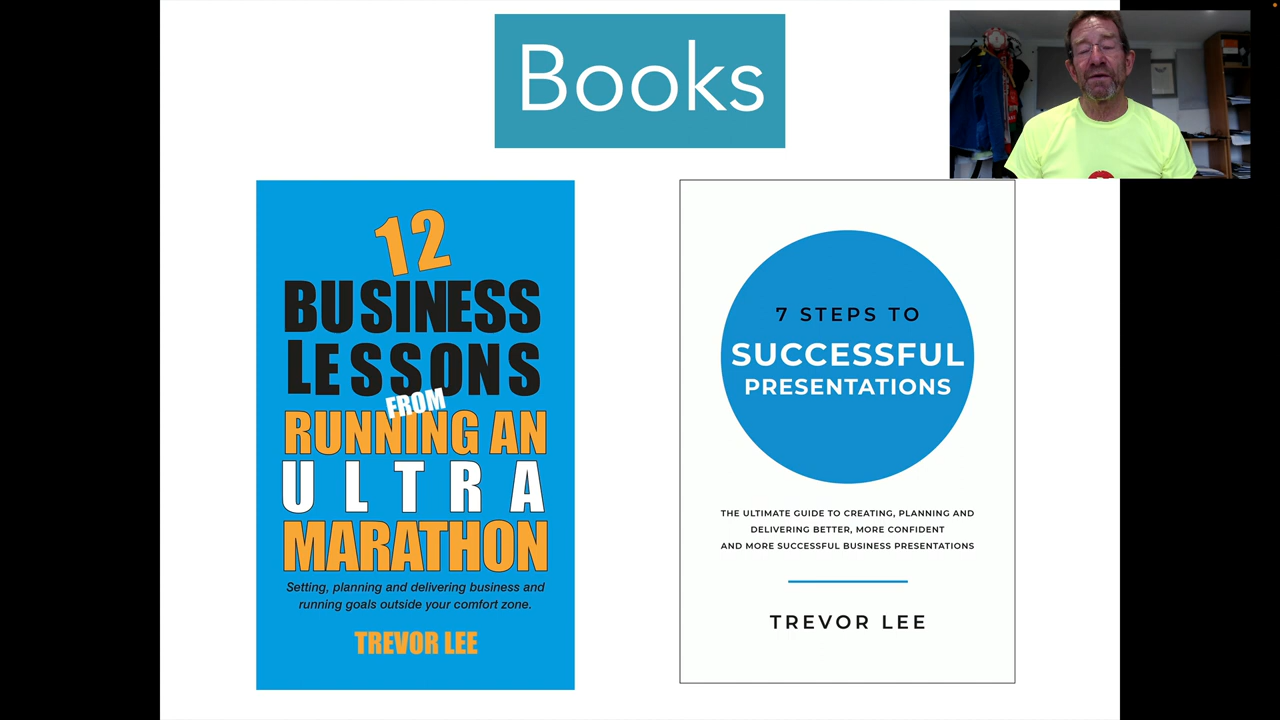 Books
12
BUSINESS
LESSONS
FROM
RUNNING AN
ULTRA
MARATHON
Setting, planning and delivering business and
running goals outside your comfort zone.
TREVOR LEE
7 STEPS TO
SUCCESSFUL
PRESENTATIONS
THE ULTIMATE GUIDE TO CREATING, PLANNING AND
DELIVERING BETTER, MORE CONFIDENT
AND MORE SUCCESSFUL BUSINESS PRESENTATIONS
TREVOR LEE